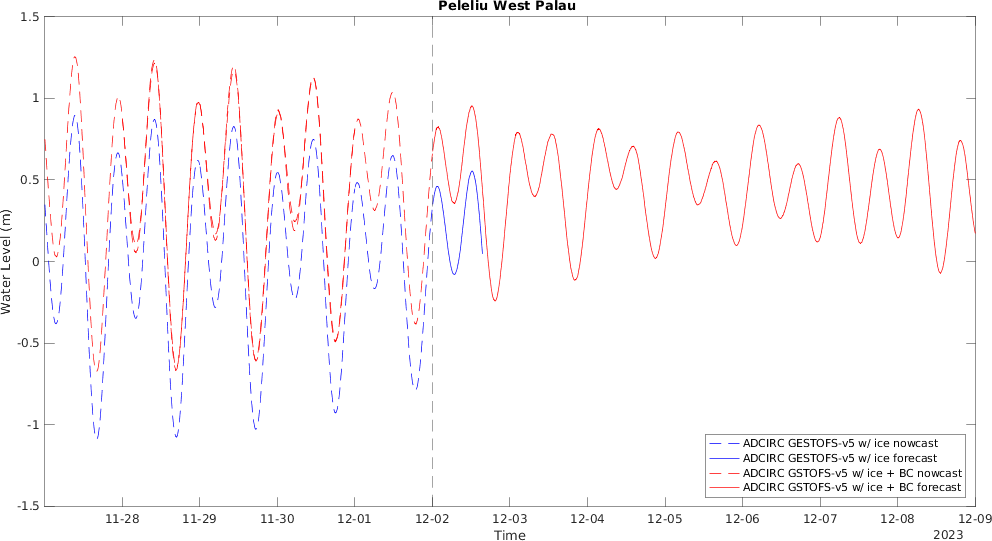 Peleliu West Palau
1.5
1
0.5
0
-0.5
-1
-1.5
Water Level (m)
11-28 11-29 11-30 12-01 12-02 12-03 12-04 12-05 12-06 12-07 12-08 12-09
Time
2023
ADCIRC GESTOFS-v5 w/ ice nowcast
ADCIRC GESTOFS-v5 w/ ice forecast
ADCIRC GSTOFS-v5 w/ ice + BC nowcast
ADCIRC GSTOFS-v5 w/ ice + BC forecast